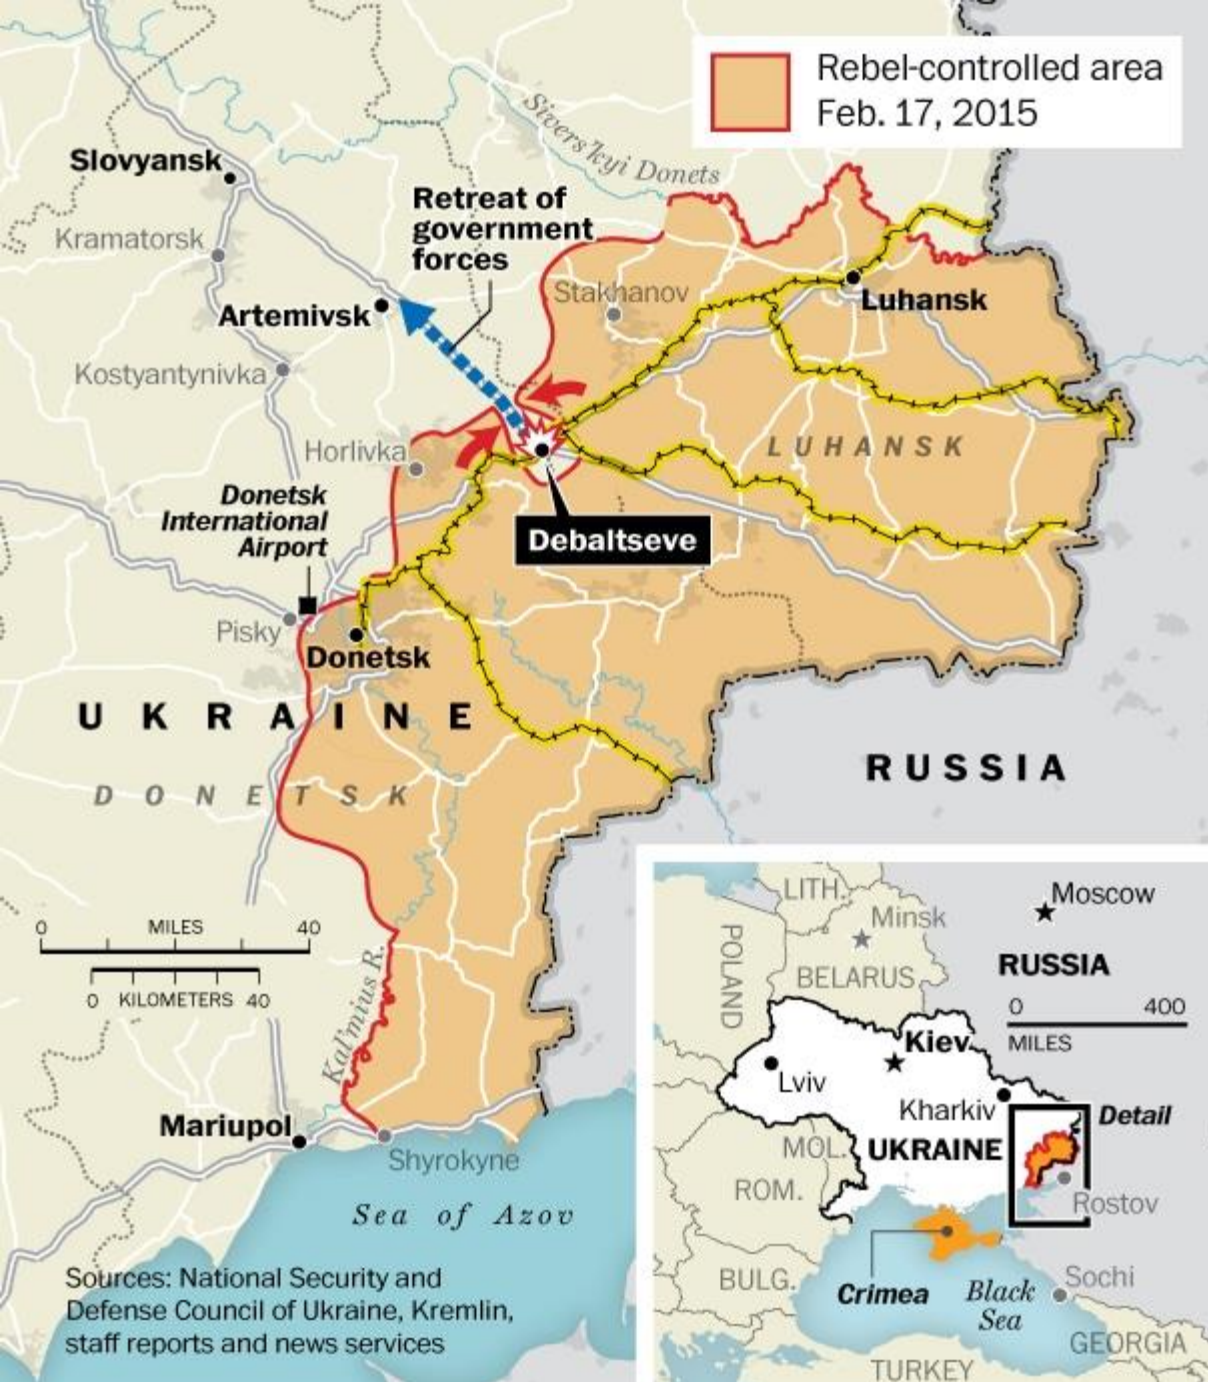 Rebel-controlled area
Feb. 17, 2015
Sivers'kyi Donets
Slovyansk
Retreat of
government
forces
Kramatorsk
Stakhanov
Luhansk
Artemivsk
Kostyantynivka
LUHANSK
Horlivka
Donetsk
International
Airport
Debaltseve
Pisky
Donetsk
UKRAINE
RUSSIA
DONETSK
0 MILES 40
0 KILOMETERS 40
Kal'mius R.
Mariupol
Shyrokyne
Sea of Azov
Sources: National Security and
Defense Council of Ukraine, Kremlin,
staff reports and news services
LITH.
Moscow
Minsk
POLAND
RUSSIA
BELARUS
0 400
MILES
Kiev
Lviv
Kharkiv
Detail
MOL.
UKRAINE
ROM.
Rostov
BULG.
Crimea
Black
Sea
Sochi
GEORGIA
TURKEY